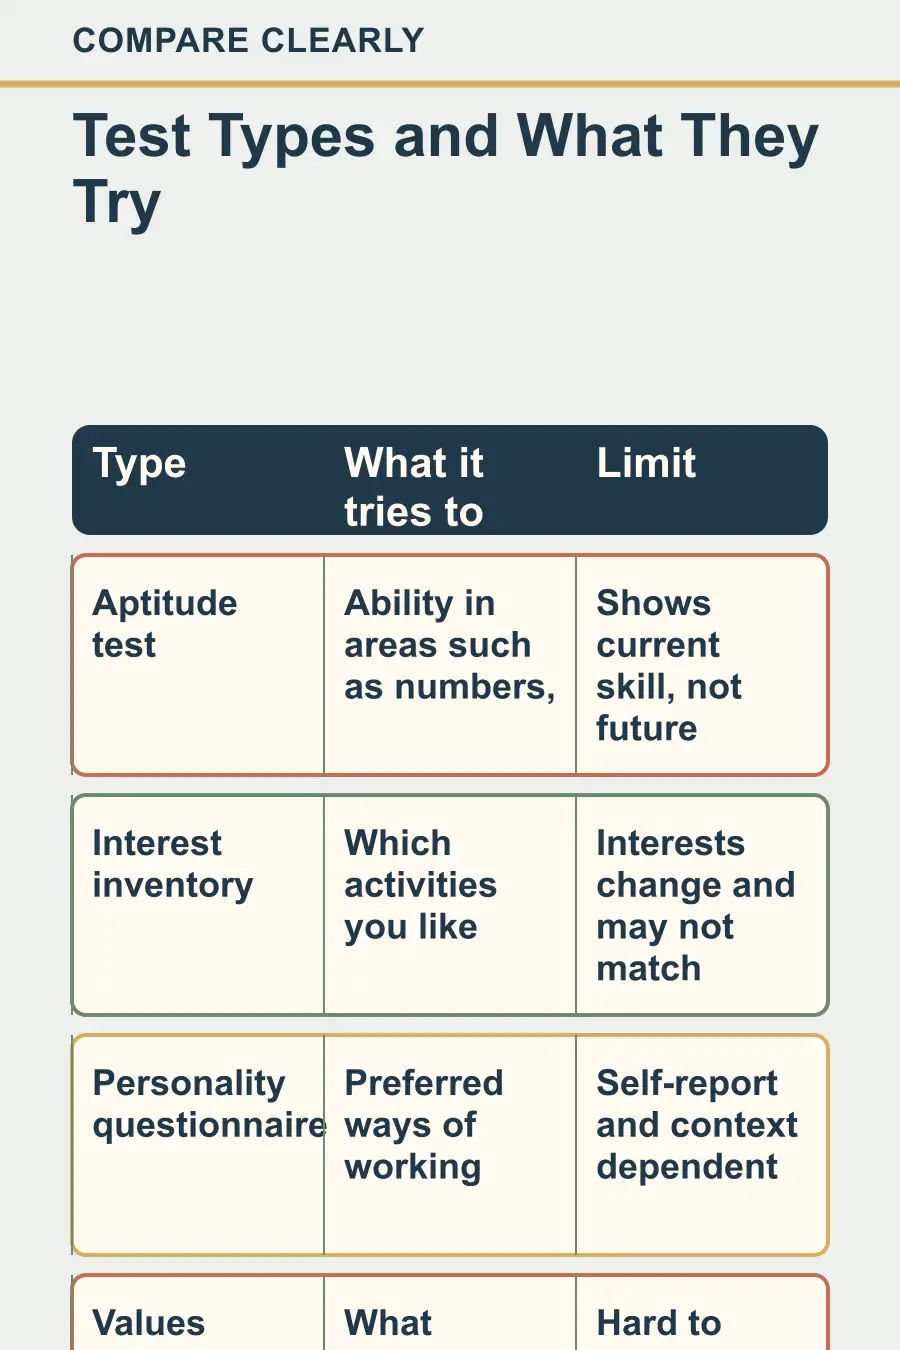 COMPARE CLEARLY
Test Types and What They
Try
Type
What it
tries to
Limit
Aptitude
test
Ability in
areas such
as numbers,
Shows
current
skill, not
future
Interest
inventory
Which
activities
you like
Interests
change and
may not
match
Personality
questionnaire
Preferred
ways of
working
Self-report
and context
dependent
Values
What
Hard to